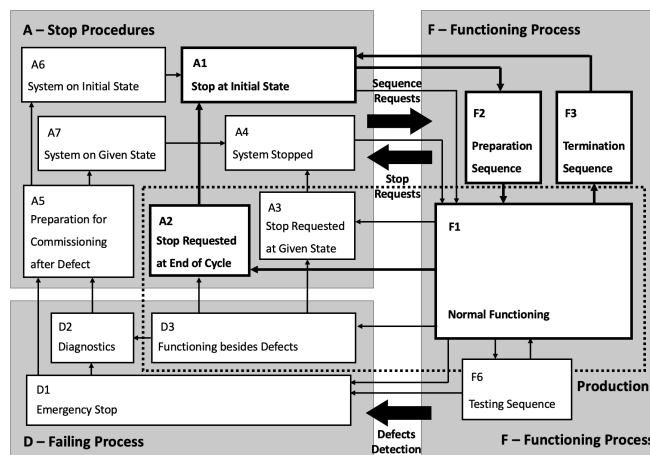 A – Stop Procedures
F – Functioning Process
A6
System on Initial State
A1
Stop at Initial State
Sequence
Requests
F2
Preparation
Sequence
F3
Termination
Sequence
A7
System on Given State
A4
System Stopped
Stop
Requests
A5
Preparation for
Commissioning
after Defect
A2
Stop Requested
at End of Cycle
A3
Stop Requested
at Given State
F1
Normal Functioning
D2
Diagnostics
D3
Functioning besides Defects
D1
Emergency Stop
F6
Testing Sequence
Production
D – Failing Process
Defects
Detection
F – Functioning Process